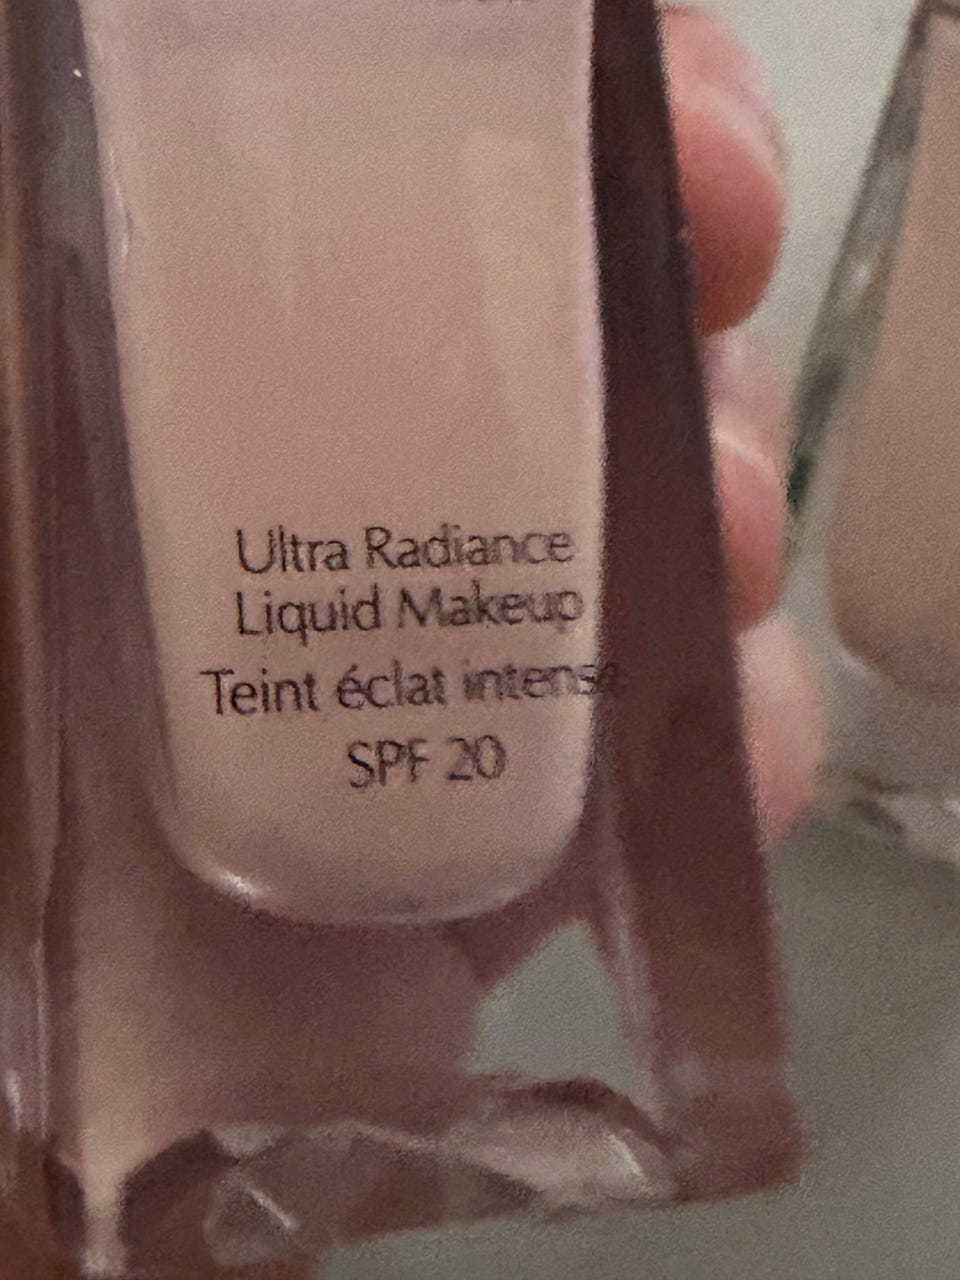 Ultra Radiance
Liquid Makeup
Teint éclat intense
SPF 20